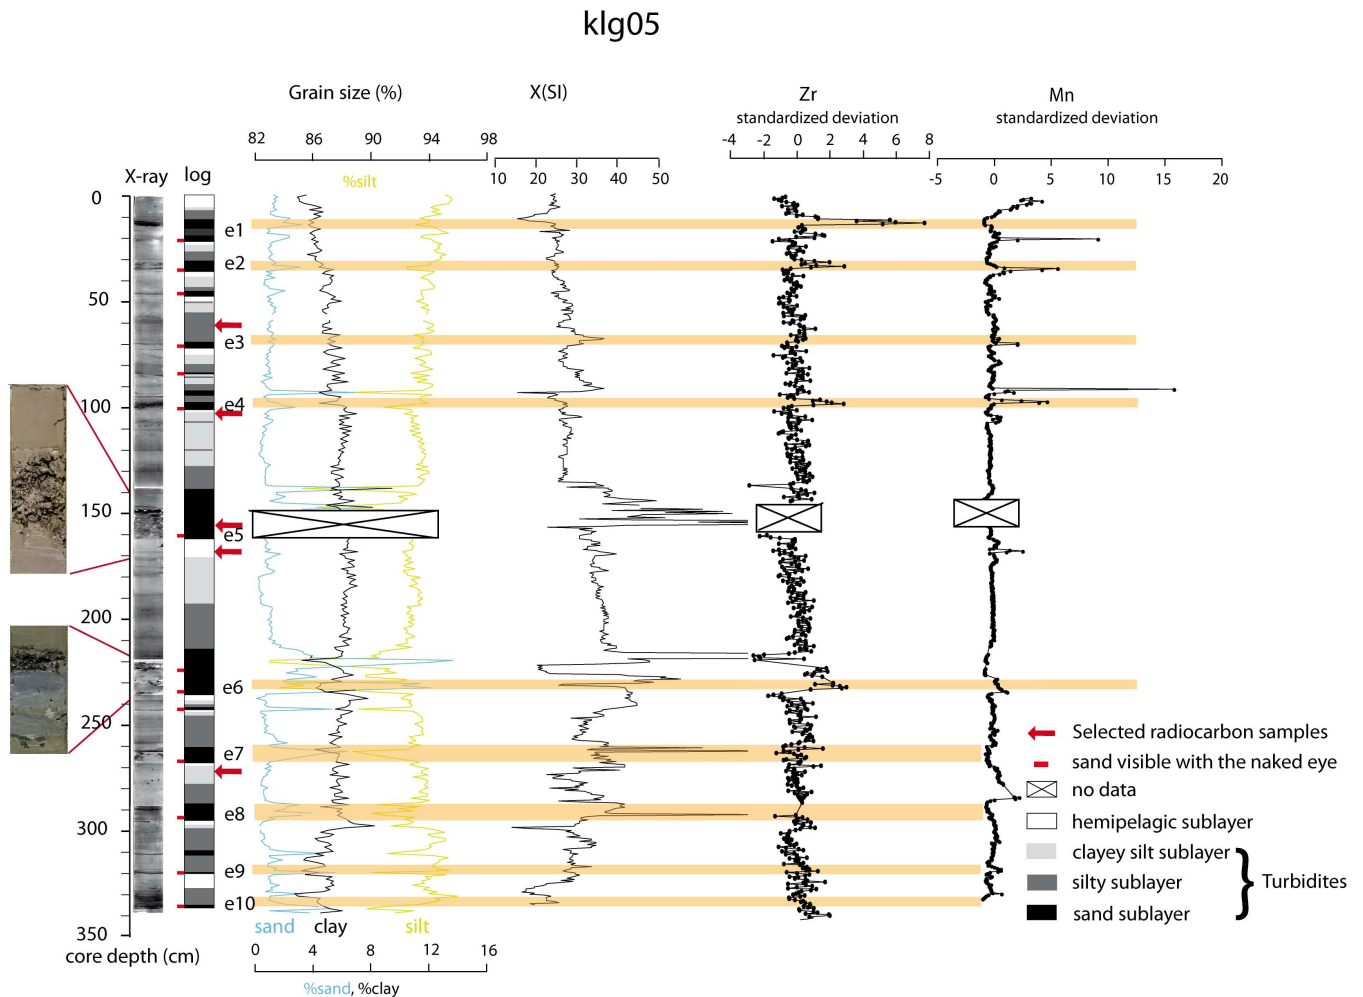 klg05
Grain size (%)
X(SI)
Zr
Mn
standardized deviation
standardized deviation
82 86 90 94 98
-4 -2 0 2 4 6 8
10 20 30 40 50
-5 0 5 10 15 20
X-ray
log
%silt
0
e1
e2
50
e3
100
e4
150
e5
200
e6
250
e7
e8
300
e9
e10
350
sand clay silt
core depth (cm)
0 4 8 12 16
%sand, %clay
Selected radiocarbon samples
sand visible with the naked eye
no data
hemipelagic sublayer
clayey silt sublayer
silty sublayer
Turbidites
sand sublayer